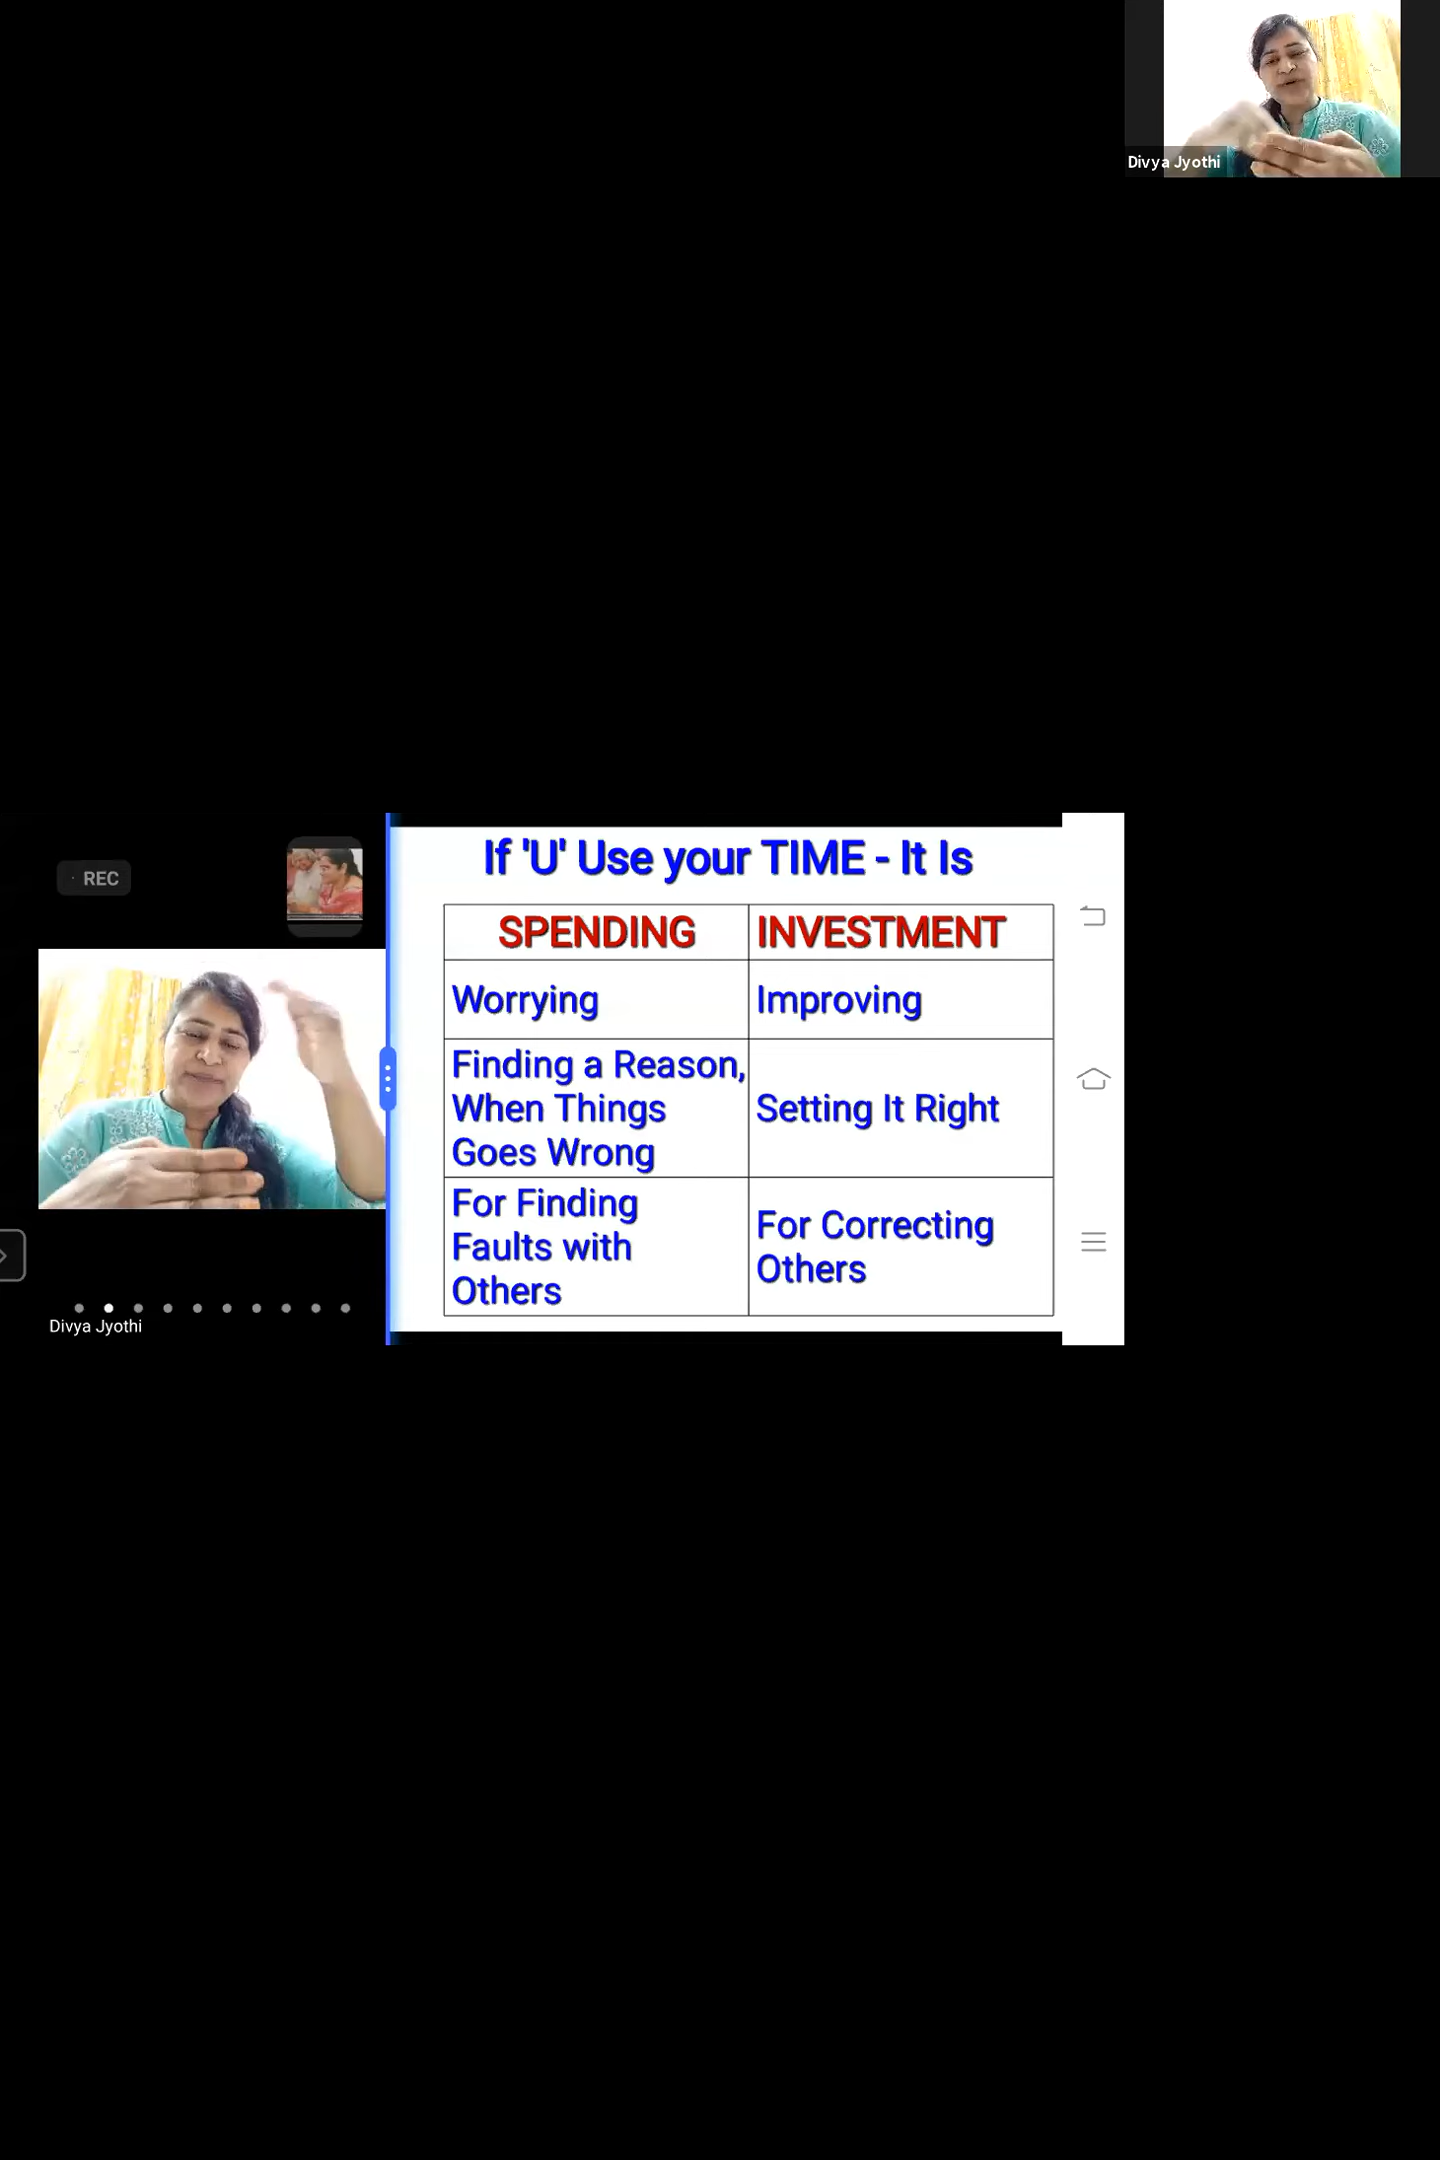 Divya Jyothi
REC
If 'U' Use your TIME - It Is
SPENDING
INVESTMENT
Worrying
Improving
Finding a Reason,
When Things
Goes Wrong
Setting It Right
For Finding
Faults with
Others
For Correcting
Others
Divya Jyothi